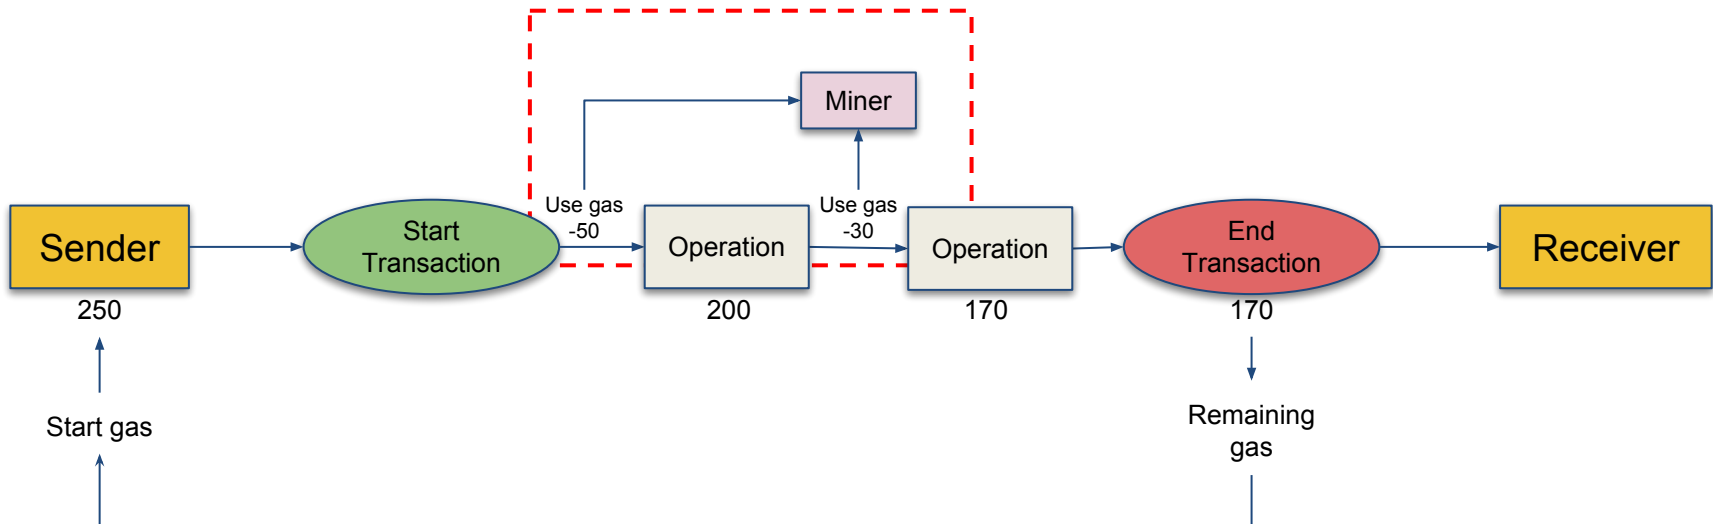 Miner
Use gas
-50
Use gas
-30
Sender
Start
Transaction
Operation
Operation
End
Transaction
Receiver
250
200
170
170
Start gas
Remaining
gas